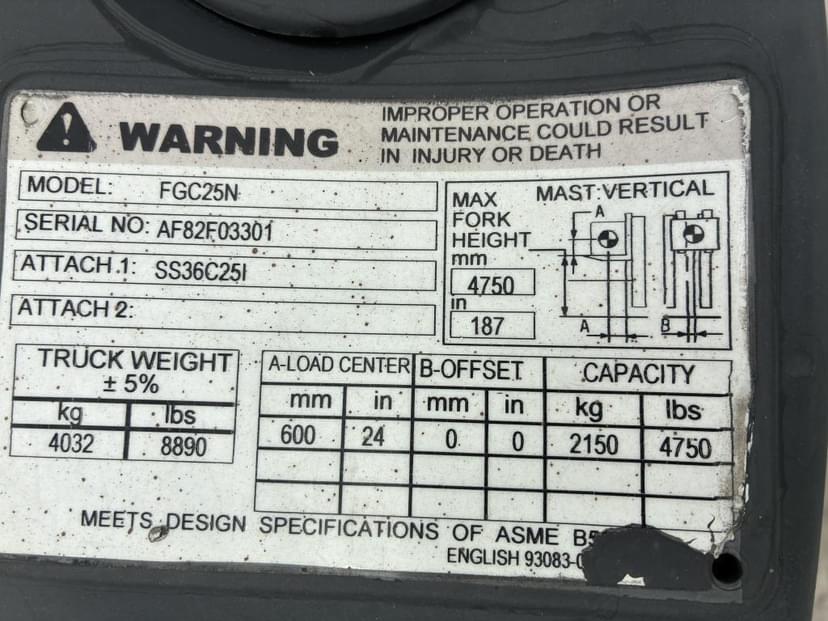 WARNING
IMPROPER OPERATION OR
MAINTENANCE COULD RESULT
IN INJURY OR DEATH
MODEL: FGC25N
SERIAL NO: AF82F03301
ATTACH.1: SS36C25I
ATTACH 2:
MAX
FORK
HEIGHT
mm
4750
in
187
MAST:VERTICAL
A
A
B
TRUCK WEIGHT
± 5%
kg lbs
4032 8890
A-LOAD CENTER B-OFFSET CAPACITY
mm in mm in kg lbs
600 24 0 0 2150 4750
MEETS DESIGN SPECIFICATIONS OF ASME
ENGLISH